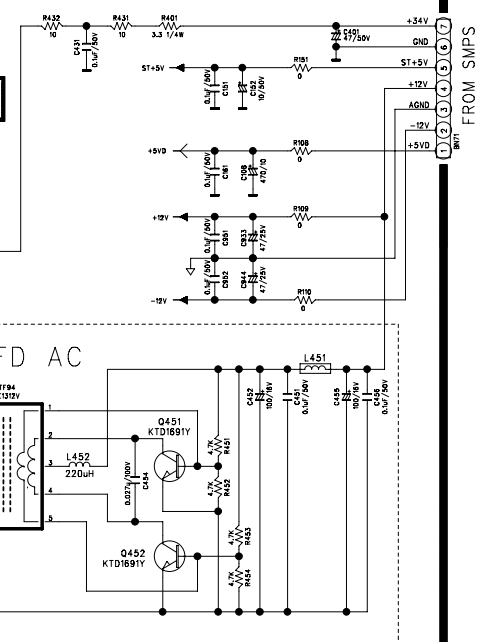 R432
10
R431
10
R401
3.3 1/4W
C431
0.1uF/50V
C401
47/50V
+34V
7
GND
6
ST+5V
5
+12V
4
AGND
3
-12V
2
+5VD
1
BN71
FROM SMPS
ST+5V
R151
0
0.1uF/50V
C151
C152
10/50V
+5VD
R108
0
0.1uF/50V
C161
C108
470/10
+12V
R109
0
0.1uF/50V
C951
C933
47/25V
0.1uF/50V
C952
C944
47/25V
-12V
R110
0
FD AC
TF94
1312V
L451
C452
100/16V
C451
0.1uF/50V
C455
100/16V
C456
0.1uF/50V
1
2
3
4
5
L452
220uH
Q451
KTD1691Y
0.027u/100V
C454
4.7K
R451
4.7K
R452
Q452
KTD1691Y
4.7K
R453
4.7K
R454